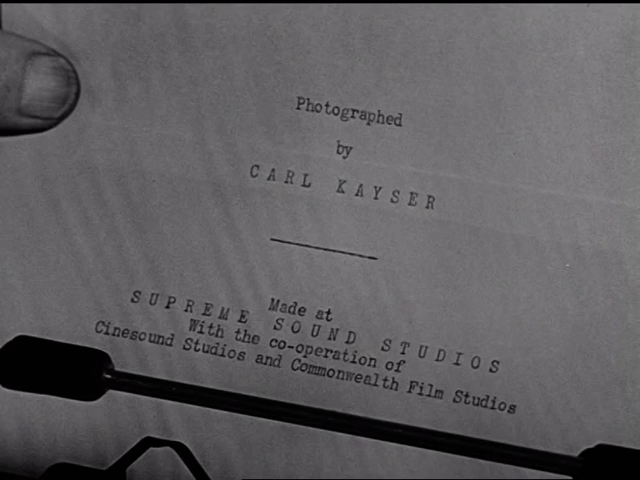 Photographed
by
CARL KAYSER
Made at
SUPREME SOUND STUDIOS
With the co-operation of
Cinesound Studios and Commonwealth Film Studios